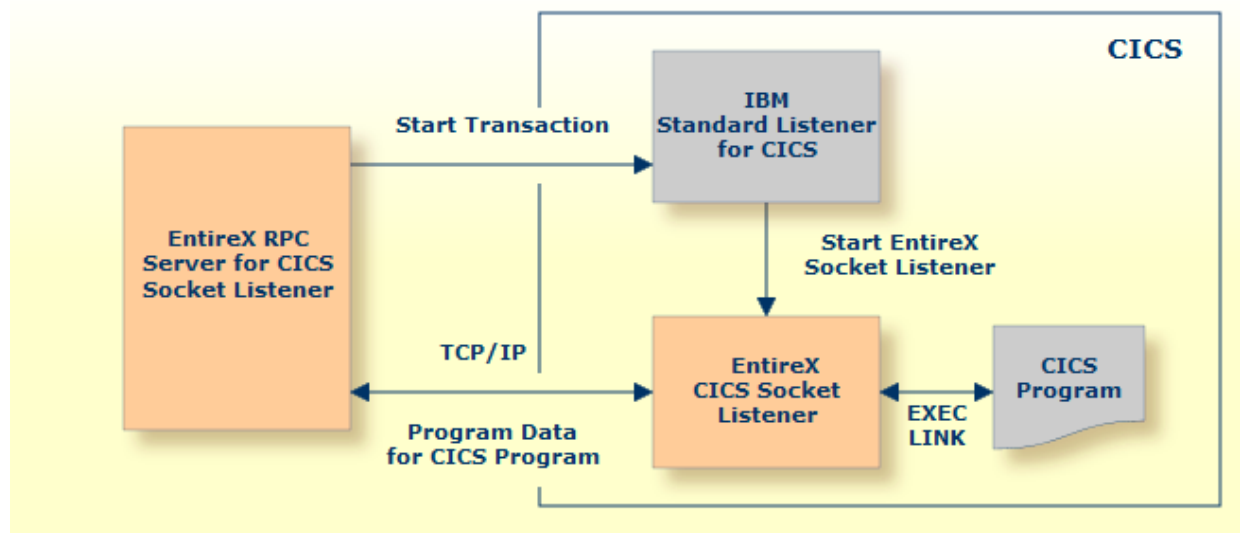 CICS
IBM
Standard Listener
for CICS
Start Transaction
EntireX RPC
Server for CICS
Socket Listener
Start EntireX
Socket Listener
TCP/IP
EntireX
CICS Socket
Listener
CICS
Program
EXEC
LINK
Program Data
for CICS Program